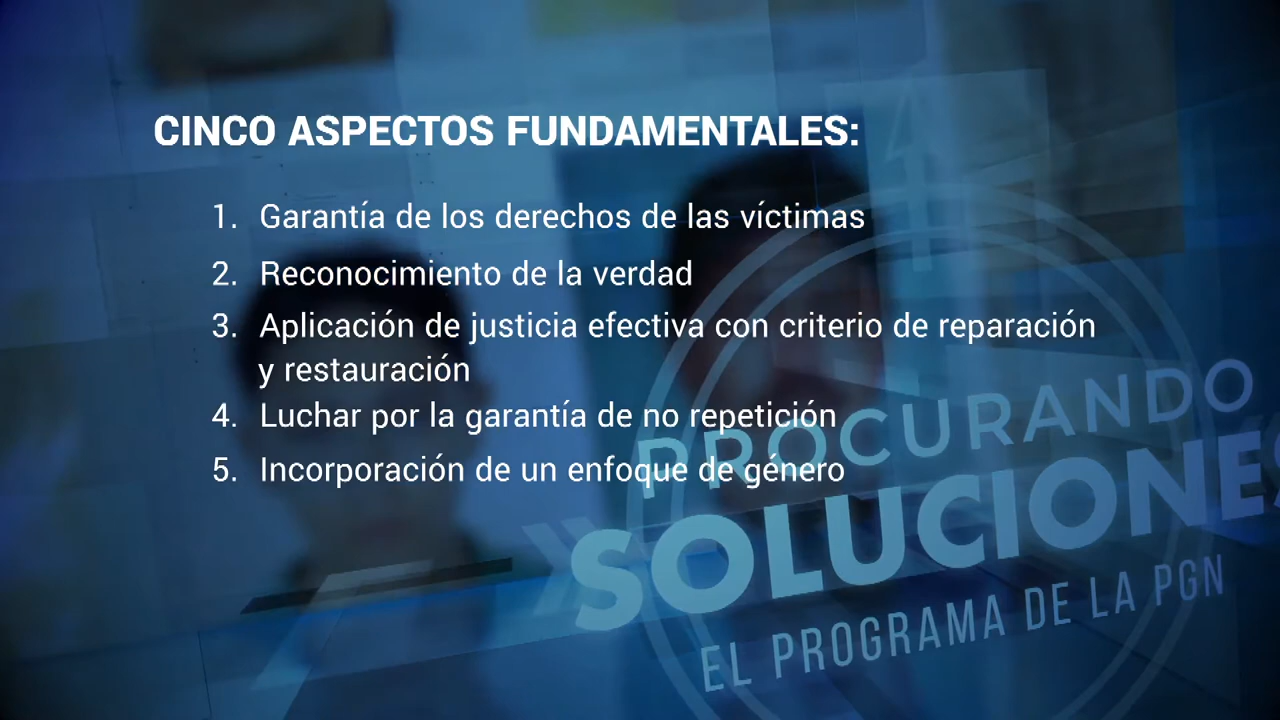 CINCO ASPECTOS FUNDAMENTALES:
1. Garantía de los derechos de las víctimas
2. Reconocimiento de la verdad
3. Aplicación de justicia efectiva con criterio de reparación
y restauración
4. Luchar por la garantía de no repetición
5. Incorporación de un enfoque de género
PROCURANDO
SOLUCIONES
EL PROGRAMA DE LA PGN